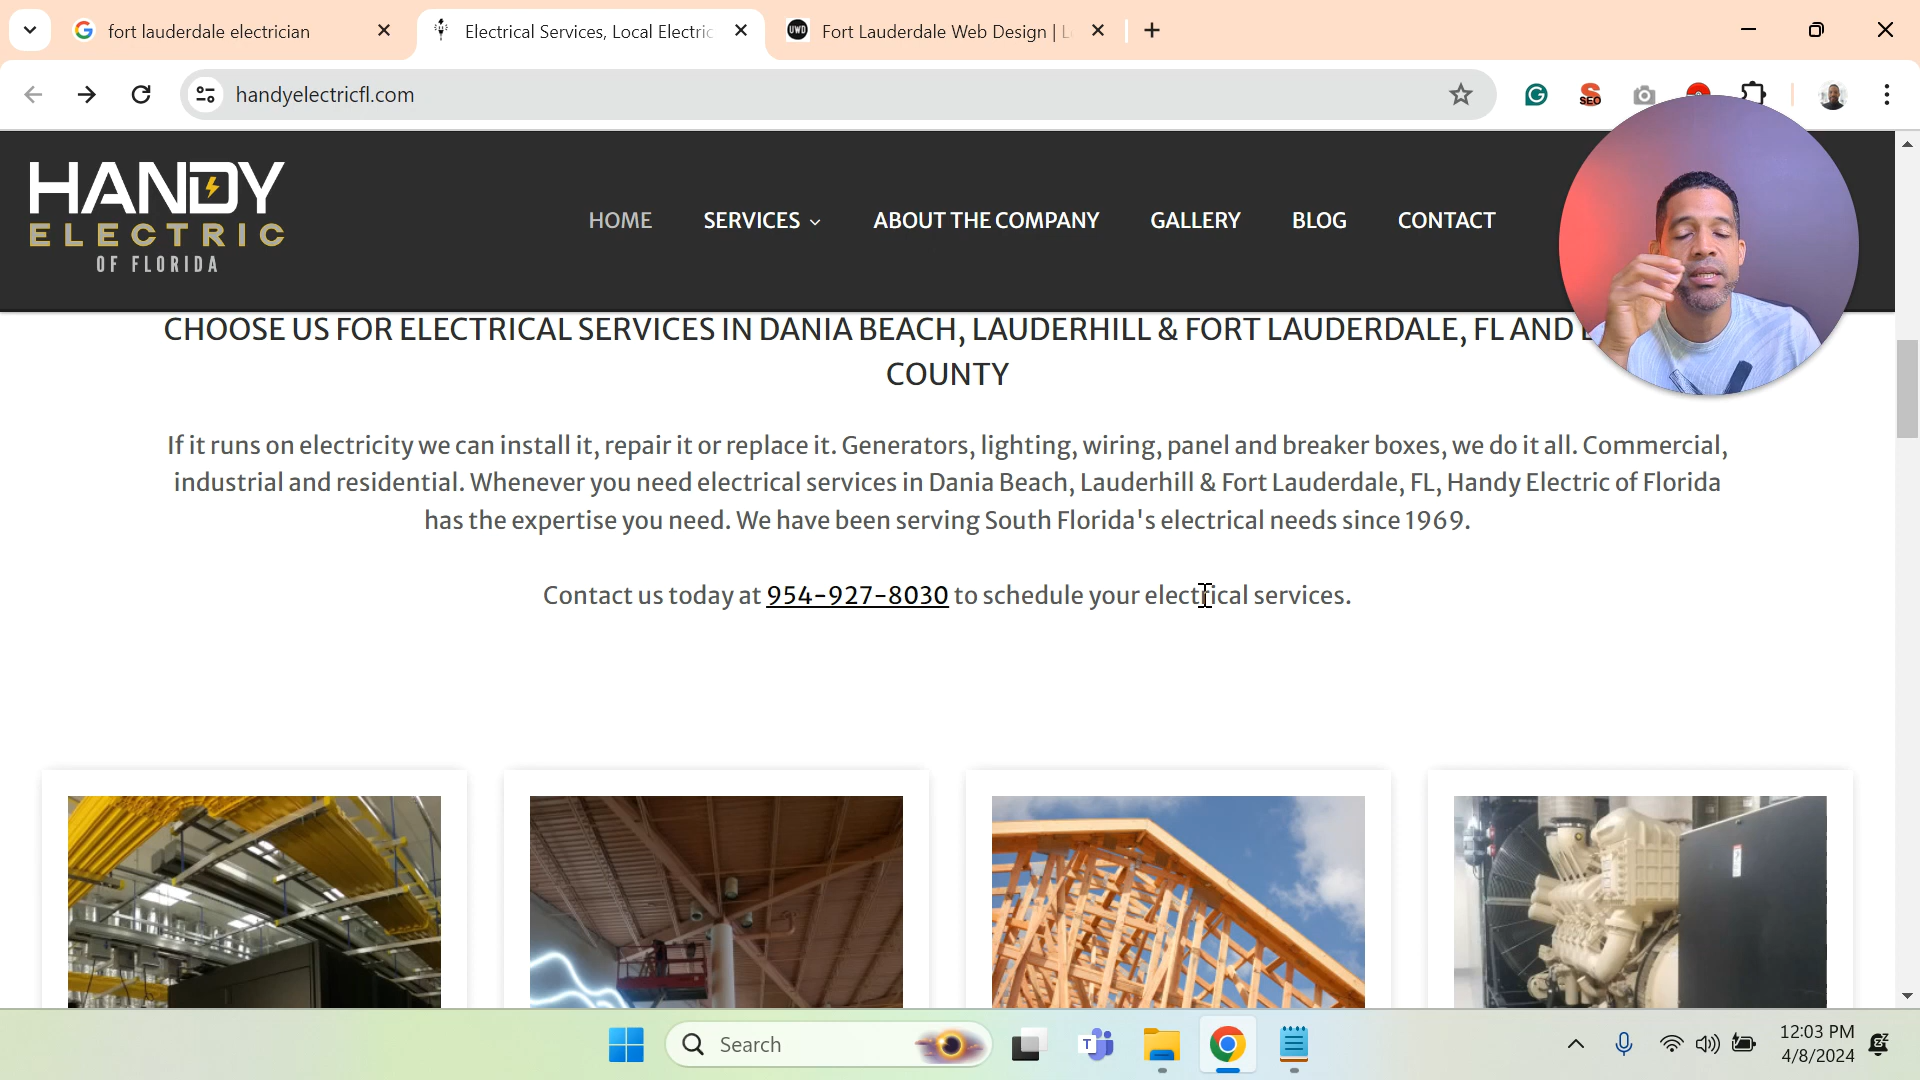 fort lauderdale electrician
Electrical Services, Local Electric
UWD
Fort Lauderdale Web Design | L
handyelectricfl.com
SEO
HANDY
ELECTRIC
OF FLORIDA
HOME
SERVICES
ABOUT THE COMPANY
GALLERY
BLOG
CONTACT
CHOOSE US FOR ELECTRICAL SERVICES IN DANIA BEACH, LAUDERHILL & FORT LAUDERDALE, FL AND
COUNTY
If it runs on electricity we can install it, repair it or replace it. Generators, lighting, wiring, panel and breaker boxes, we do it all. Commercial,
industrial and residential. Whenever you need electrical services in Dania Beach, Lauderhill & Fort Lauderdale, FL, Handy Electric of Florida
has the expertise you need. We have been serving South Florida's electrical needs since 1969.
Contact us today at 954-927-8030 to schedule your electrical services.
Search
12:03 PM
4/8/2024